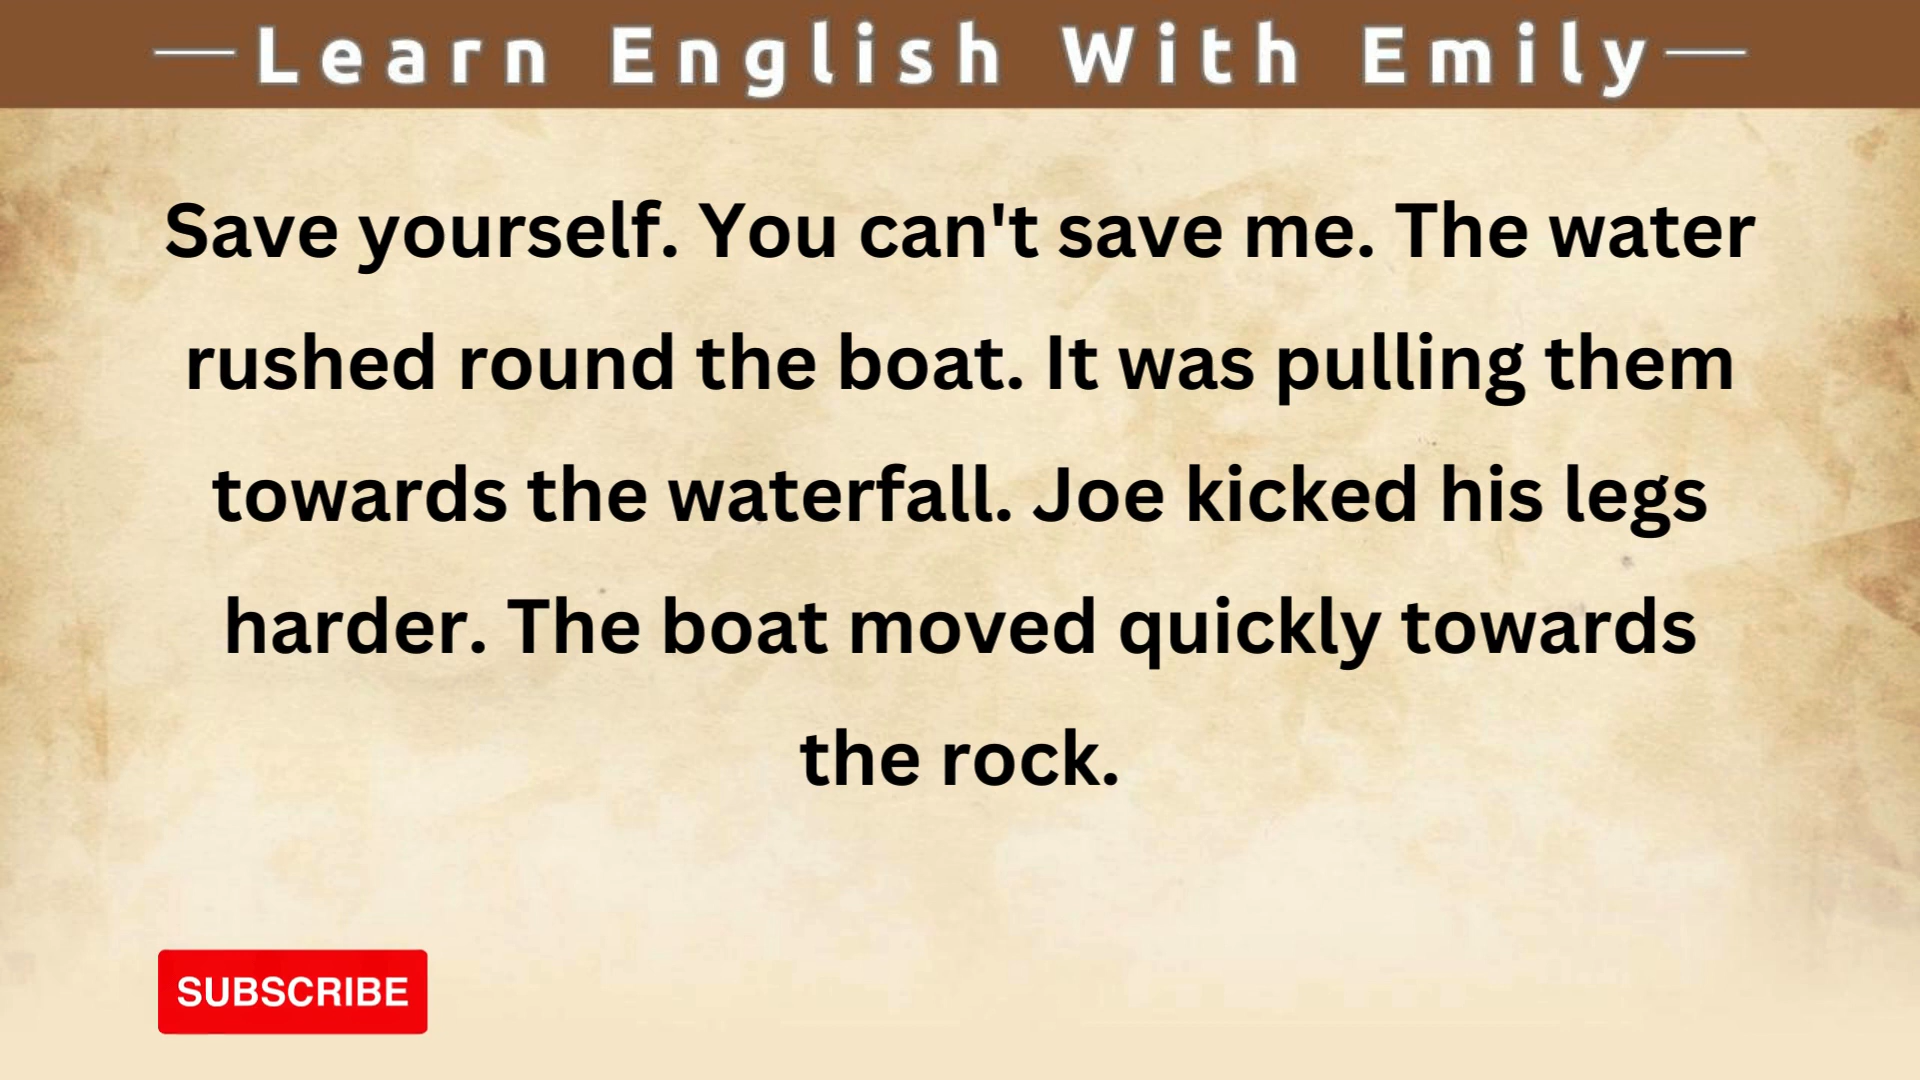 Learn English With Emily
Save yourself. You can't save me. The water
rushed round the boat. It was pulling them
towards the waterfall. Joe kicked his legs
harder. The boat moved quickly towards
the rock.
SUBSCRIBE